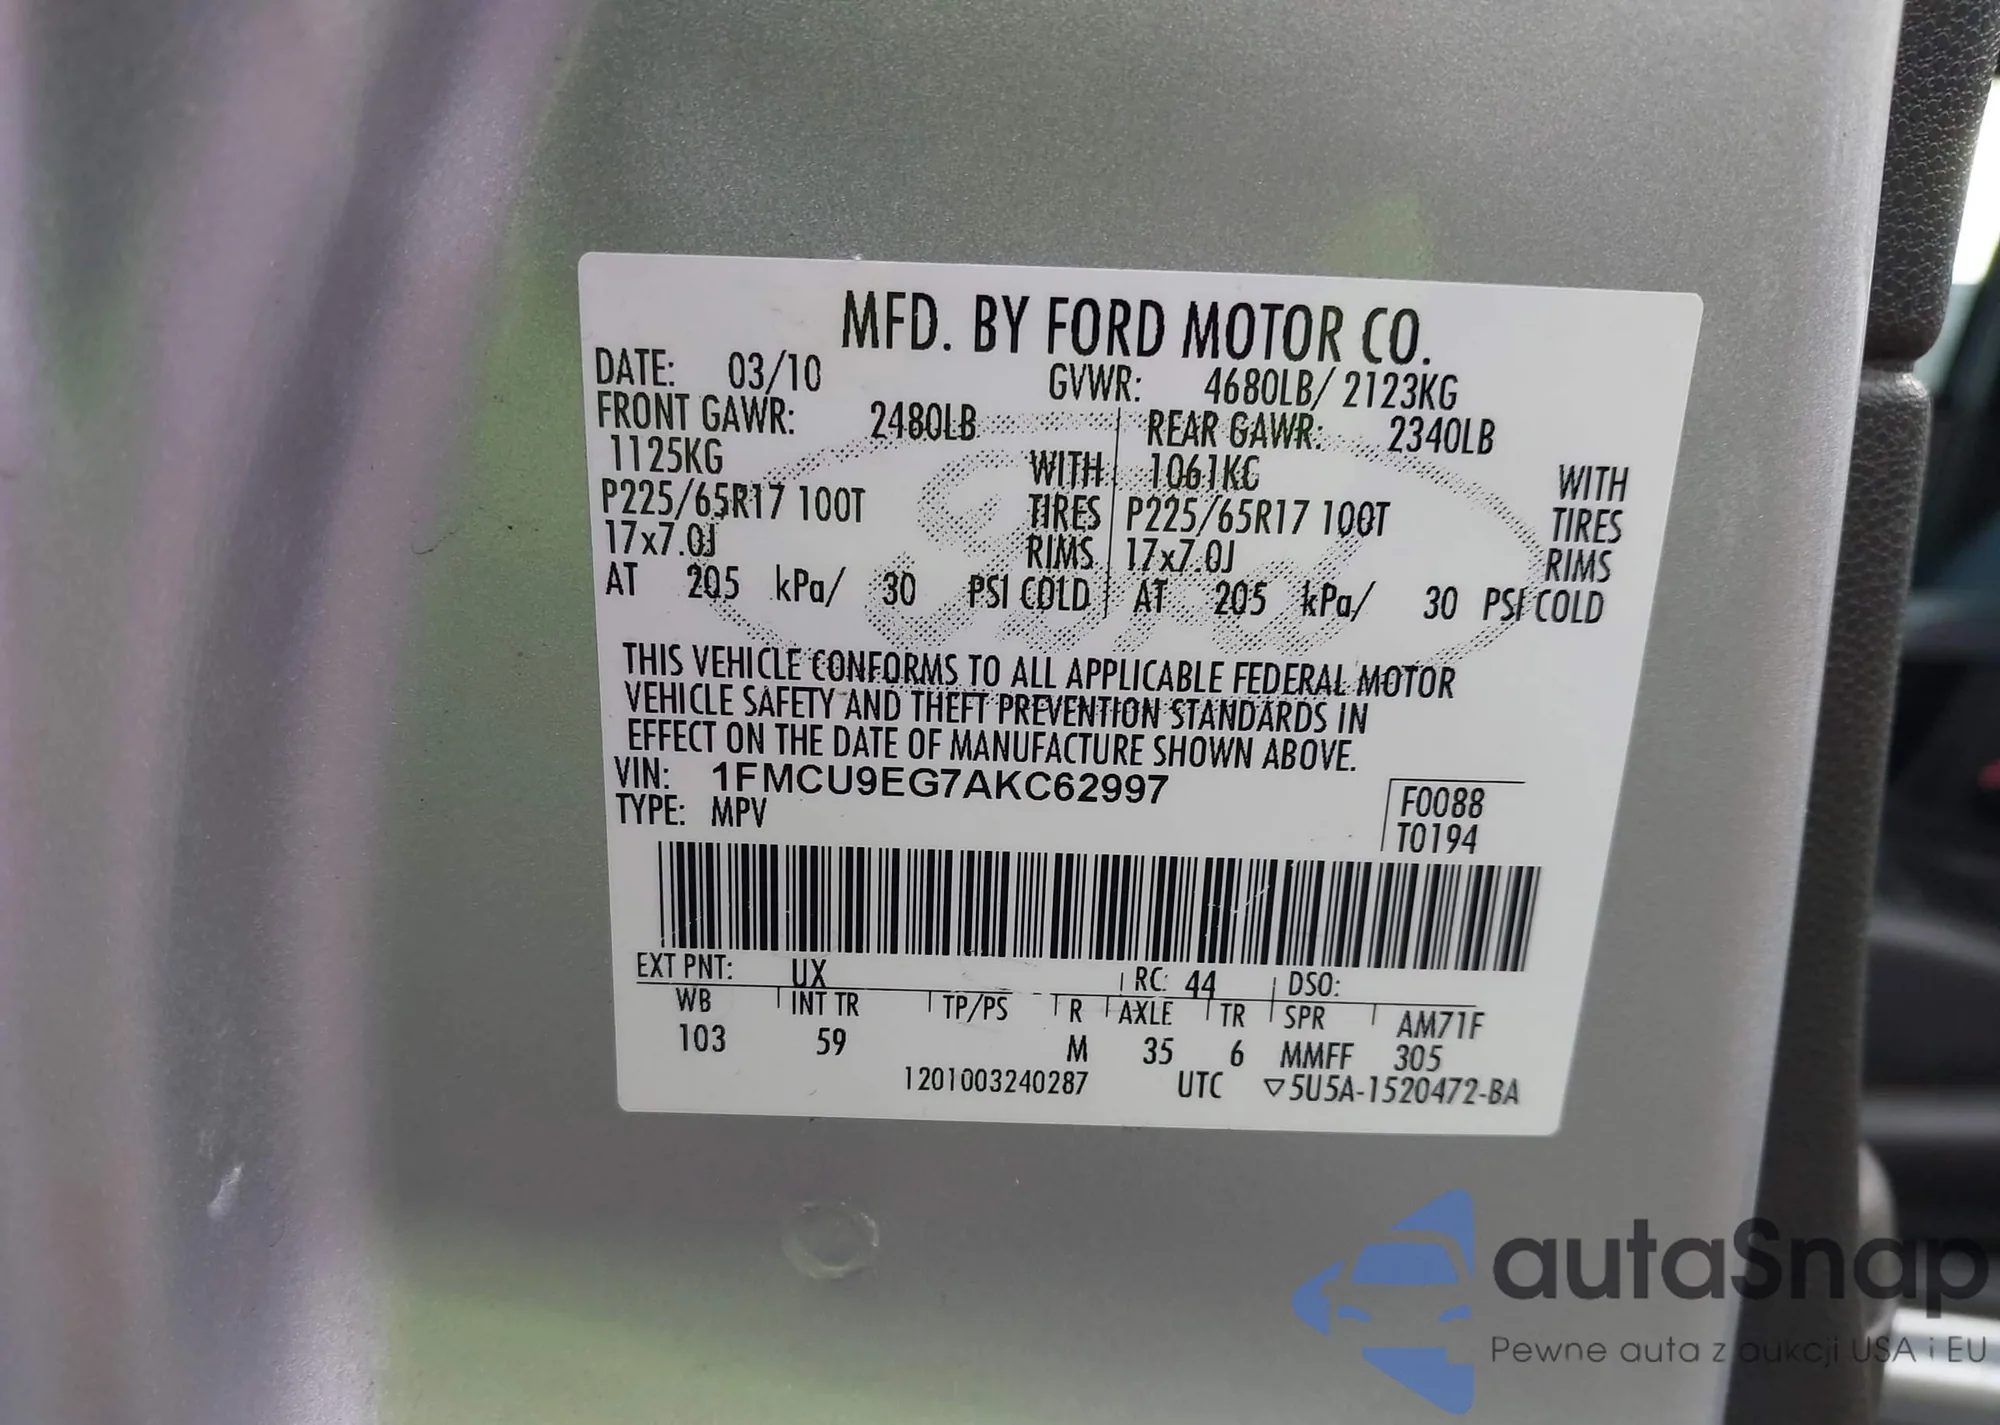 MFD. BY FORD MOTOR CO.
DATE: 03/10 GVWR: 4680LB/ 2123KG
FRONT GAWR: 2480LB REAR GAWR: 2340LB
1125KG WITH 1061KG WITH
P225/65R17 100T TIRES P225/65R17 100T TIRES
17x7.0J RIMS 17x7.0J RIMS
AT 205 kPa/ 30 PSI COLD AT 205 kPa/ 30 PSI COLD
THIS VEHICLE CONFORMS TO ALL APPLICABLE FEDERAL MOTOR
VEHICLE SAFETY AND THEFT PREVENTION STANDARDS IN
EFFECT ON THE DATE OF MANUFACTURE SHOWN ABOVE.
VIN: 1FMCU9EG7AKC62997
TYPE: MPV
F0088
T0194
EXT PNT: UX RC: 44 DSO:
WB INT TR TP/PS R AXLE TR SPR AM71F
103 59 M 35 6 MMFF 305
1201003240287 UTC ▽5U5A-1520472-BA
autaSnap
Pewne auta z aukcji USA i EU